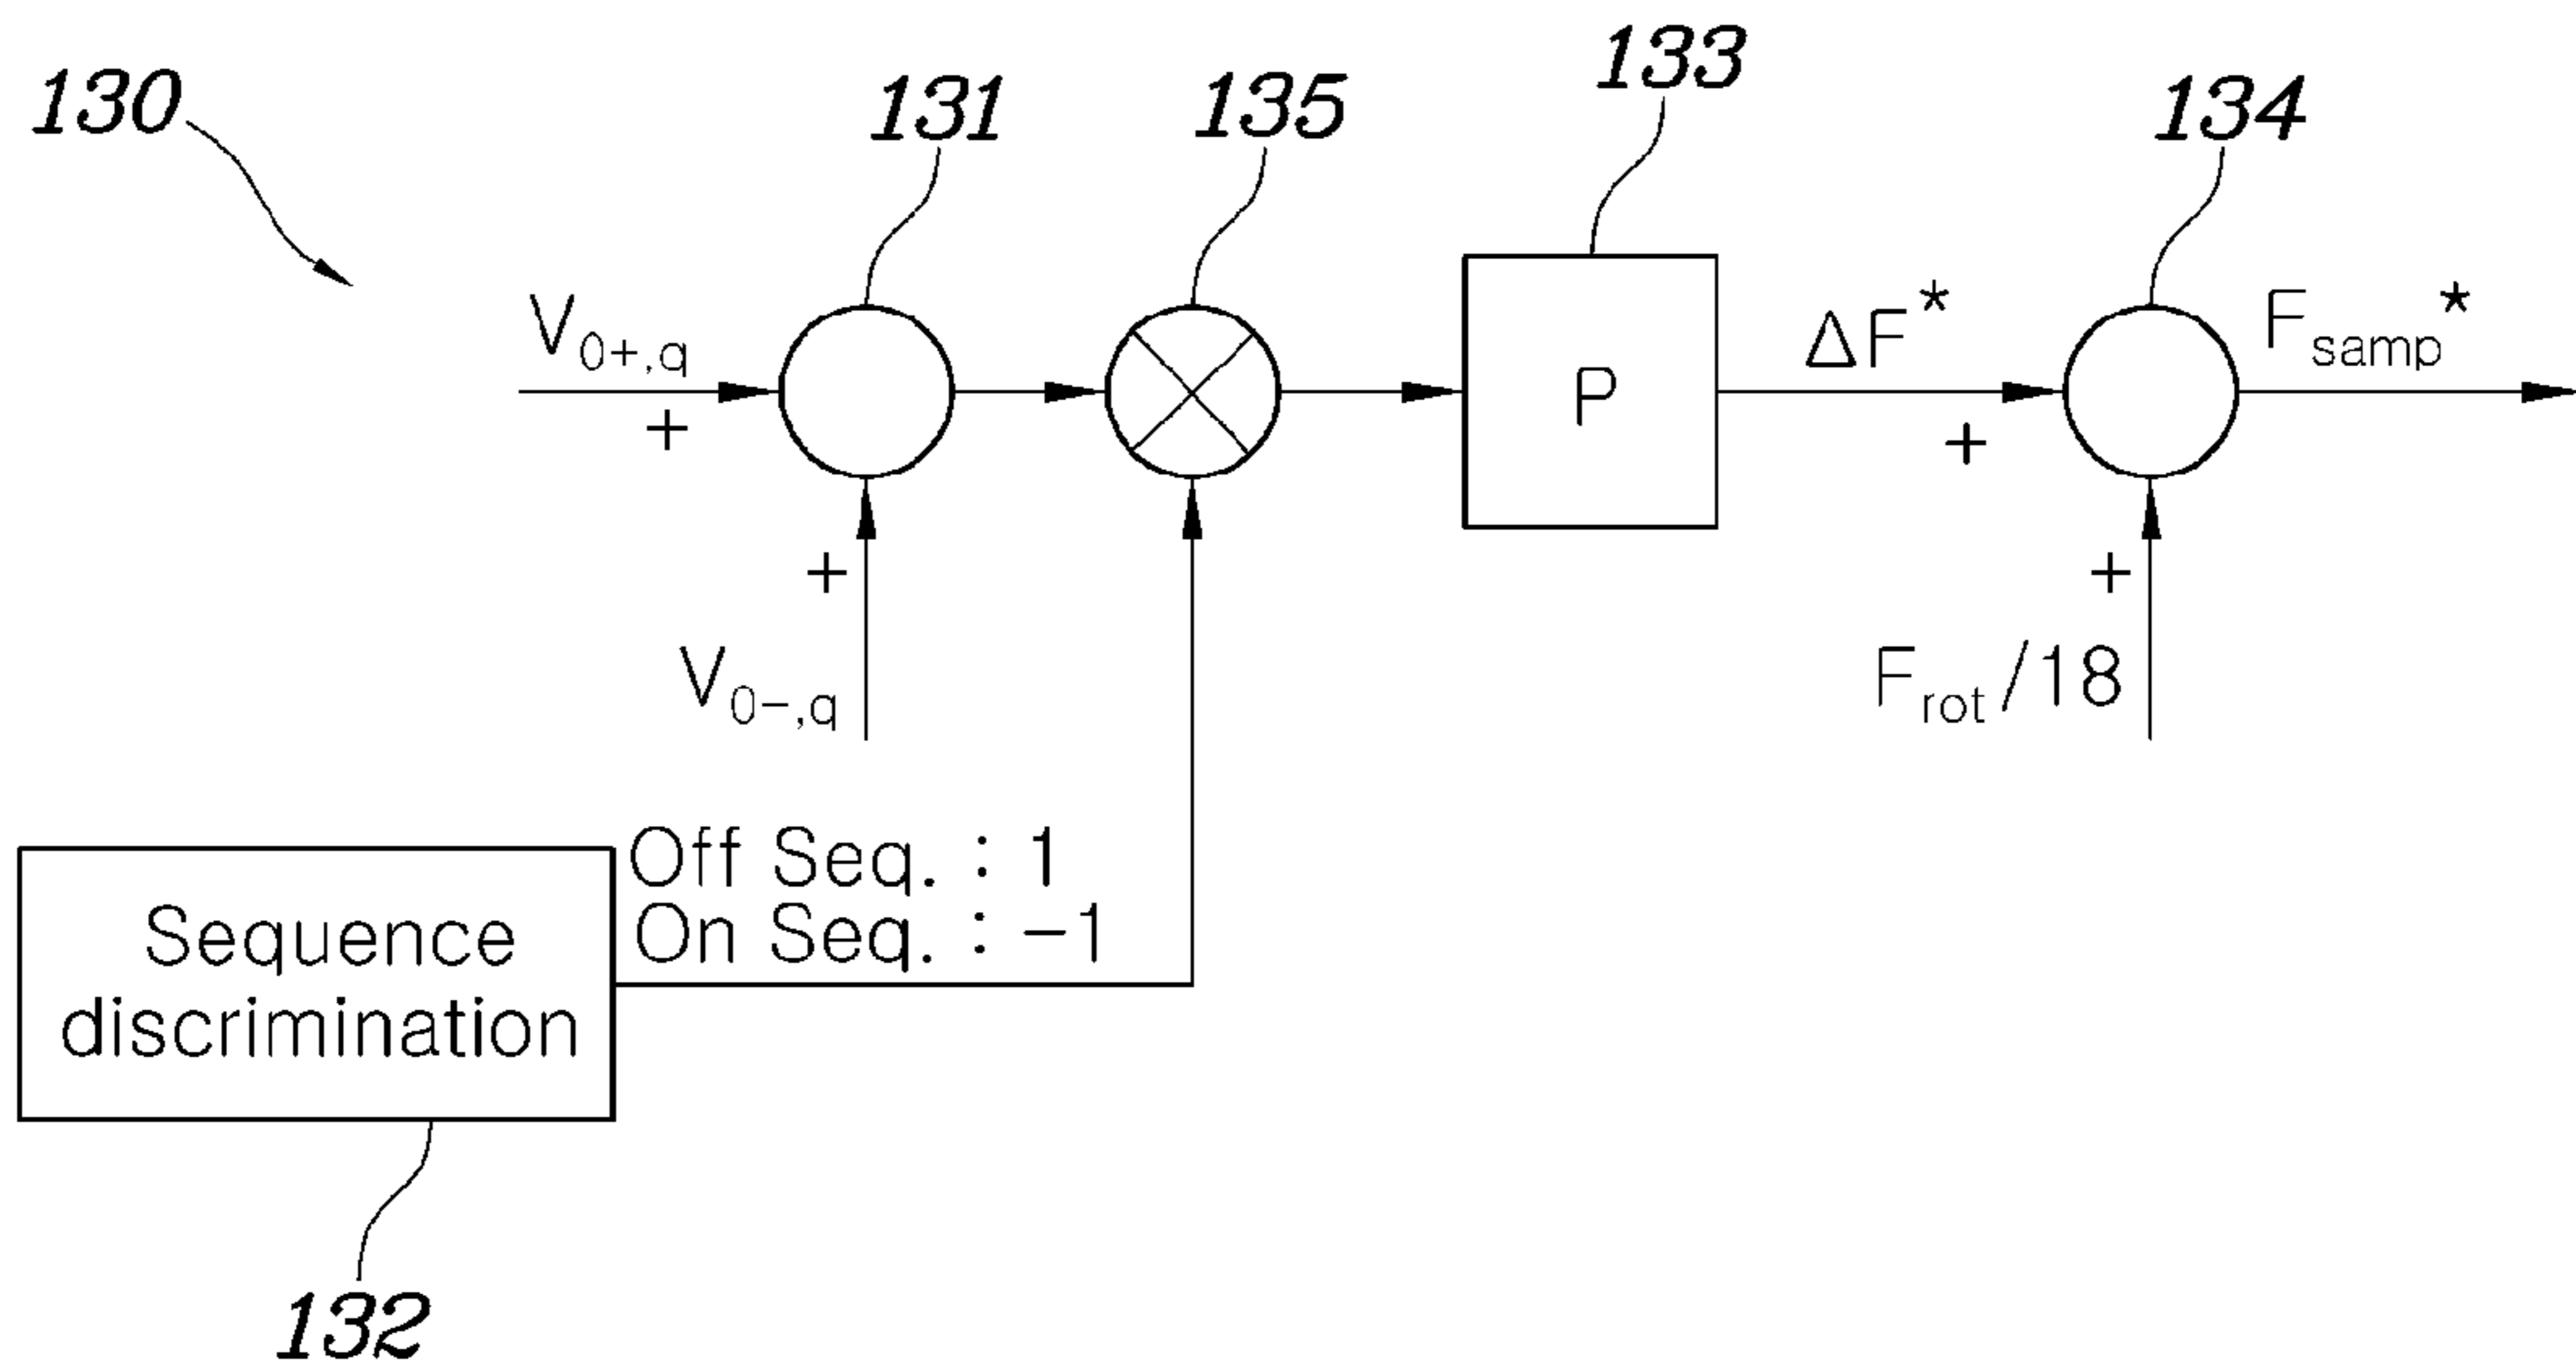 130
131
135
133
134
V0+,q
+
V0-,q
+
P
ΔF*
+
Fsamp*
Frot/18
+
Off Seq. : 1
On Seq. : -1
Sequence
discrimination
132